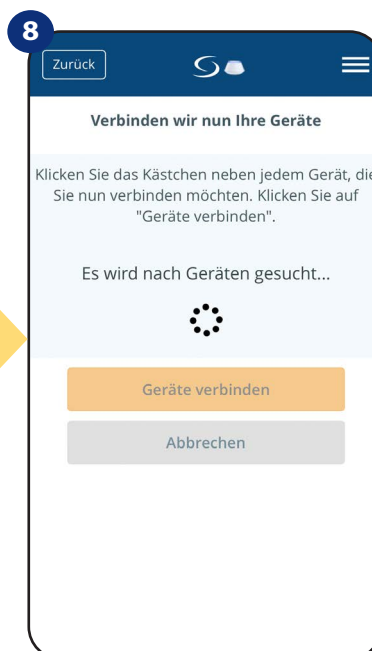 8
Zurück
Verbinden wir nun Ihre Geräte
Klicken Sie das Kästchen neben jedem Gerät, die
Sie nun verbinden möchten. Klicken Sie auf
"Geräte verbinden".
Es wird nach Geräten gesucht...
Geräte verbinden
Abbrechen